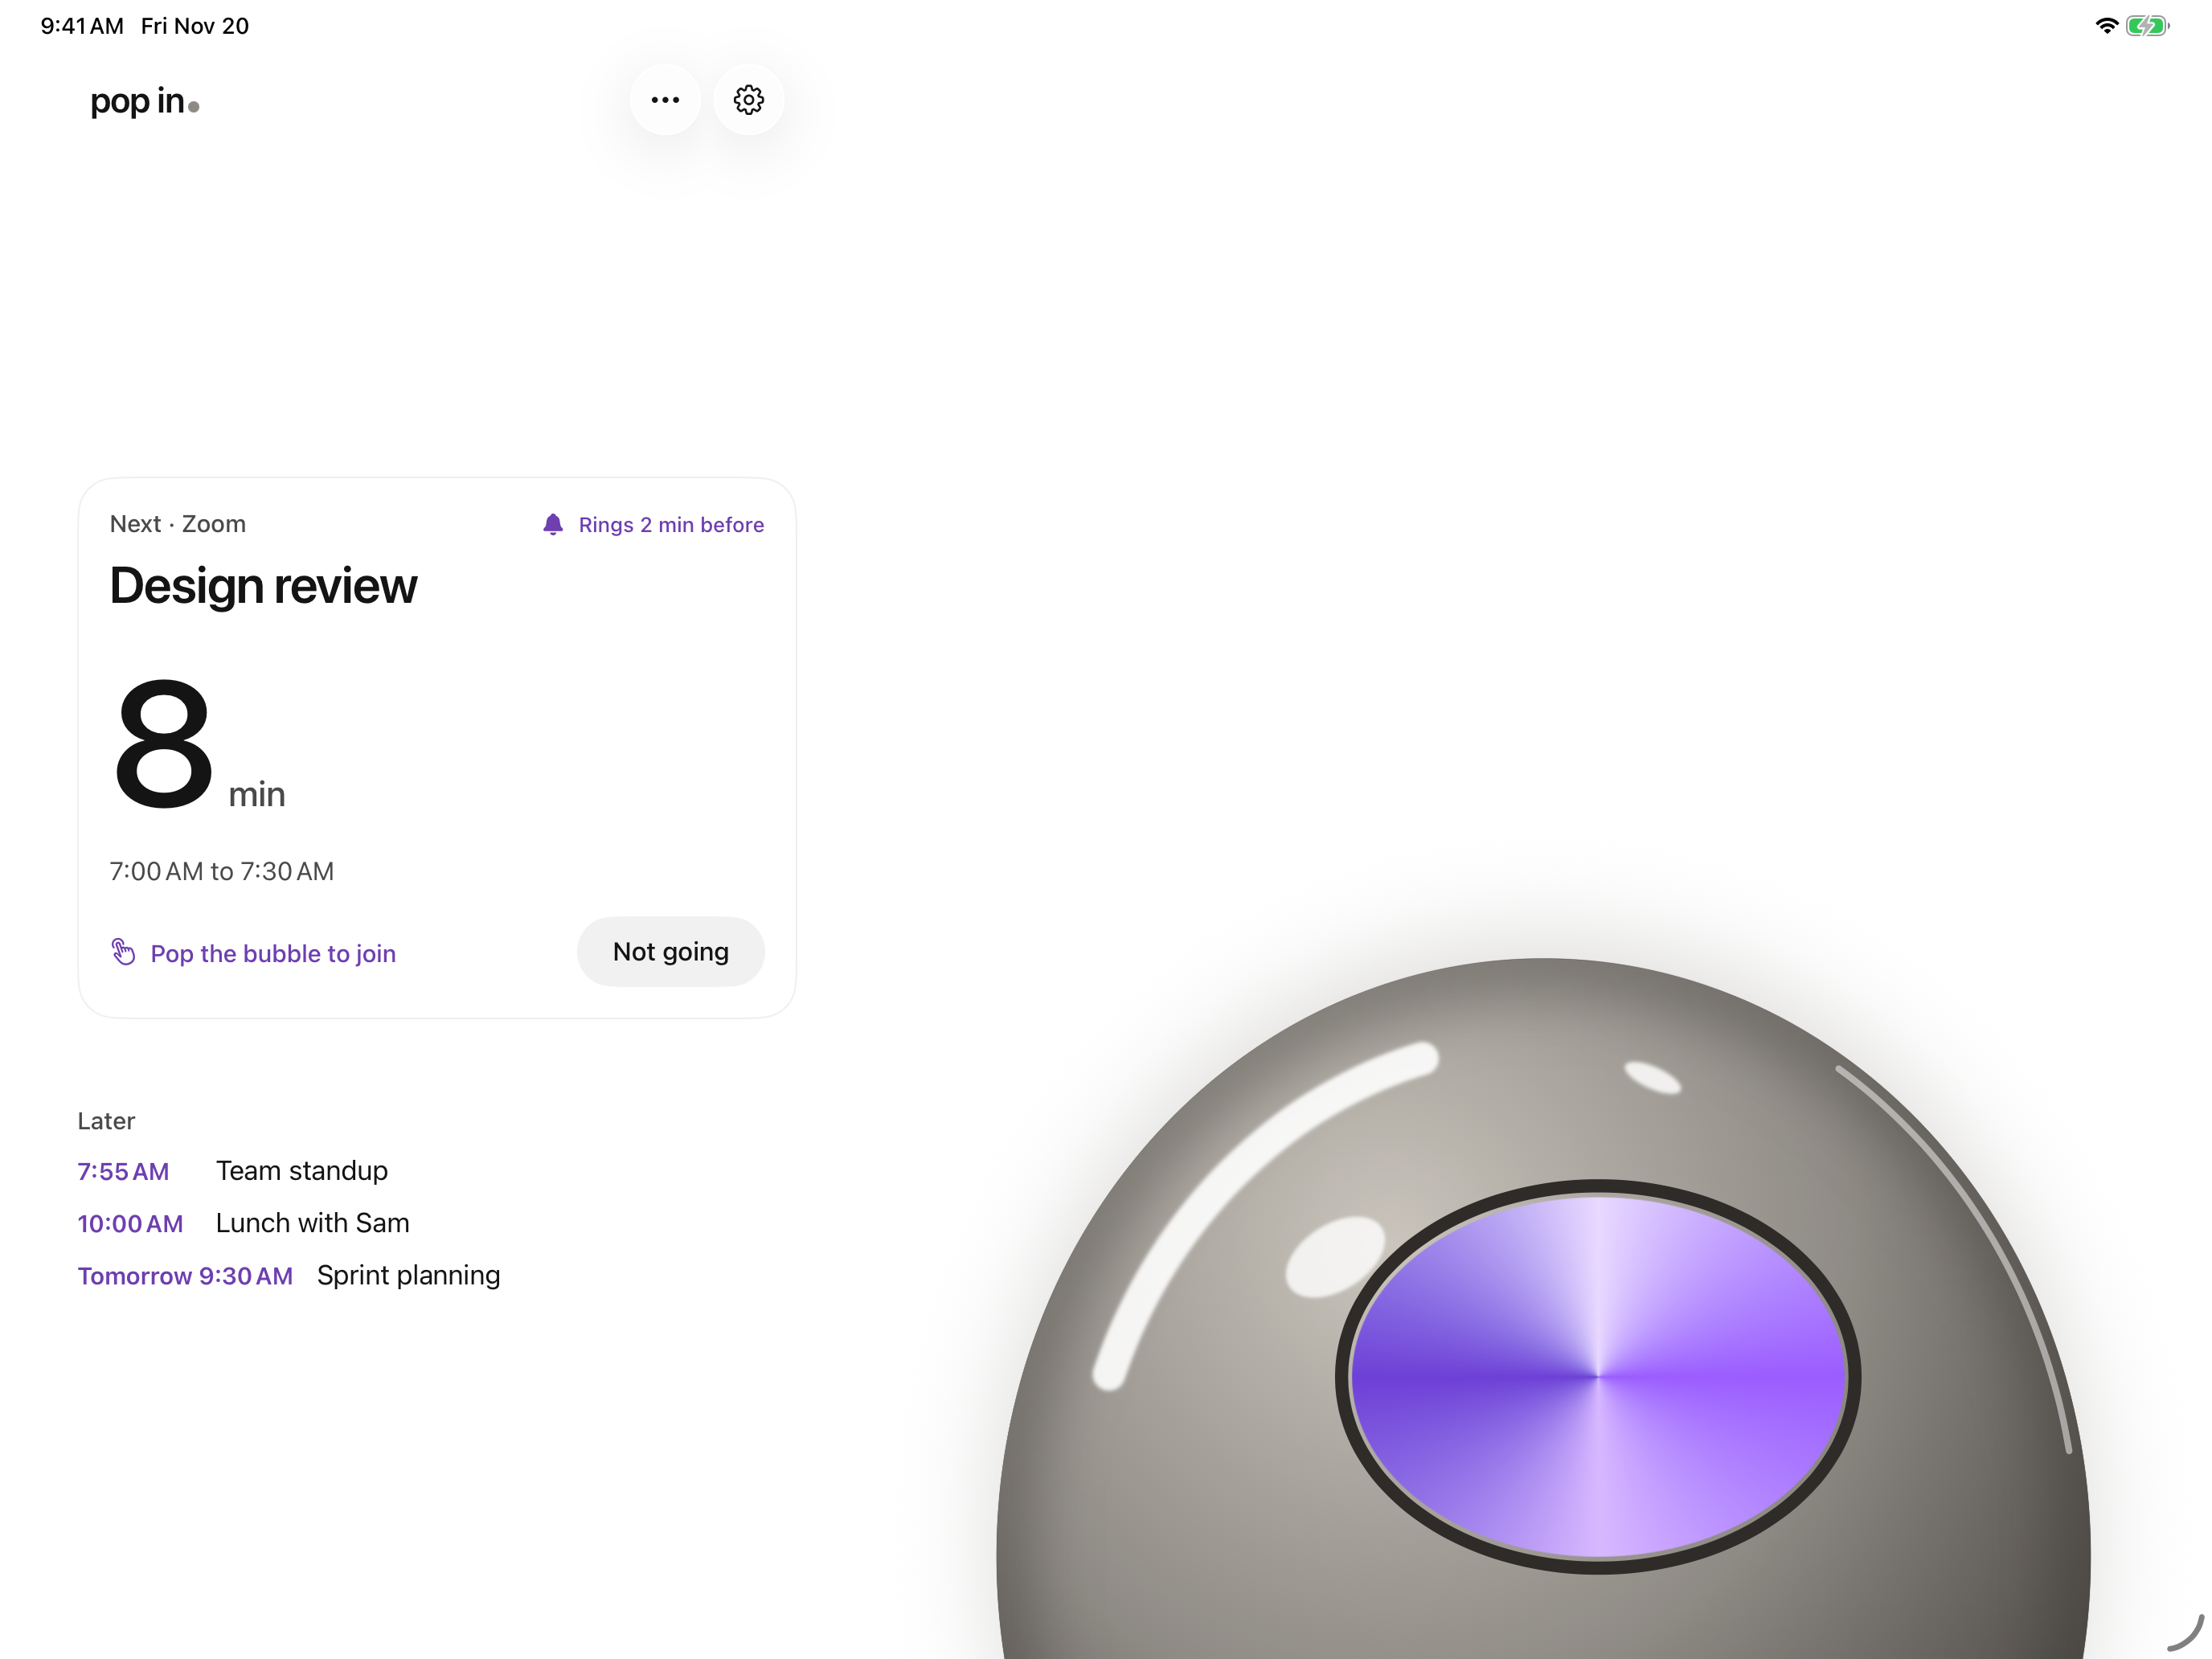 9:41 AM Fri Nov 20
pop in
Next · Zoom
Rings 2 min before
Design review
8 min
7:00 AM to 7:30 AM
Pop the bubble to join
Not going
Later
7:55 AM Team standup
10:00 AM Lunch with Sam
Tomorrow 9:30 AM Sprint planning